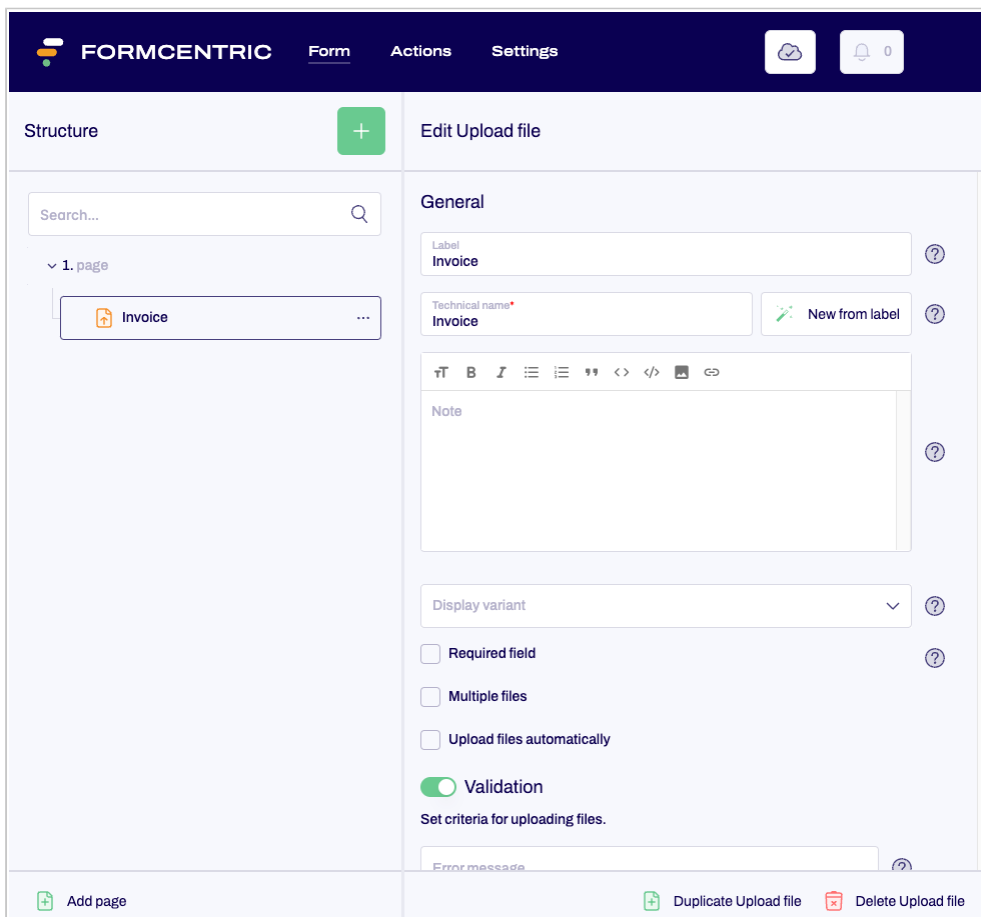 FORMCENTRIC Form Actions Settings 0
Structure
Edit Upload file
Search...
1. page
Invoice
General
Label
Invoice
Technical name*
Invoice
New from label
Note
Display variant
Required field
Multiple files
Upload files automatically
Validation
Set criteria for uploading files.
Error message
Add page
Duplicate Upload file
Delete Upload file